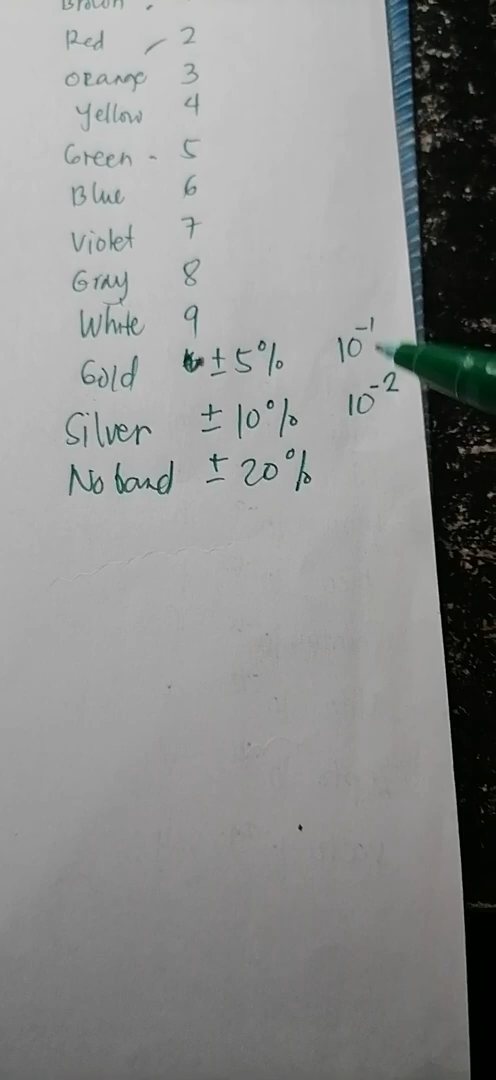 Brown .
Red 2
Orange 3
Yellow 4
Green - 5
Blue 6
Violet 7
Gray 8
White 9
Gold ±5% 10⁻¹
Silver ±10% 10⁻²
No band ±20%